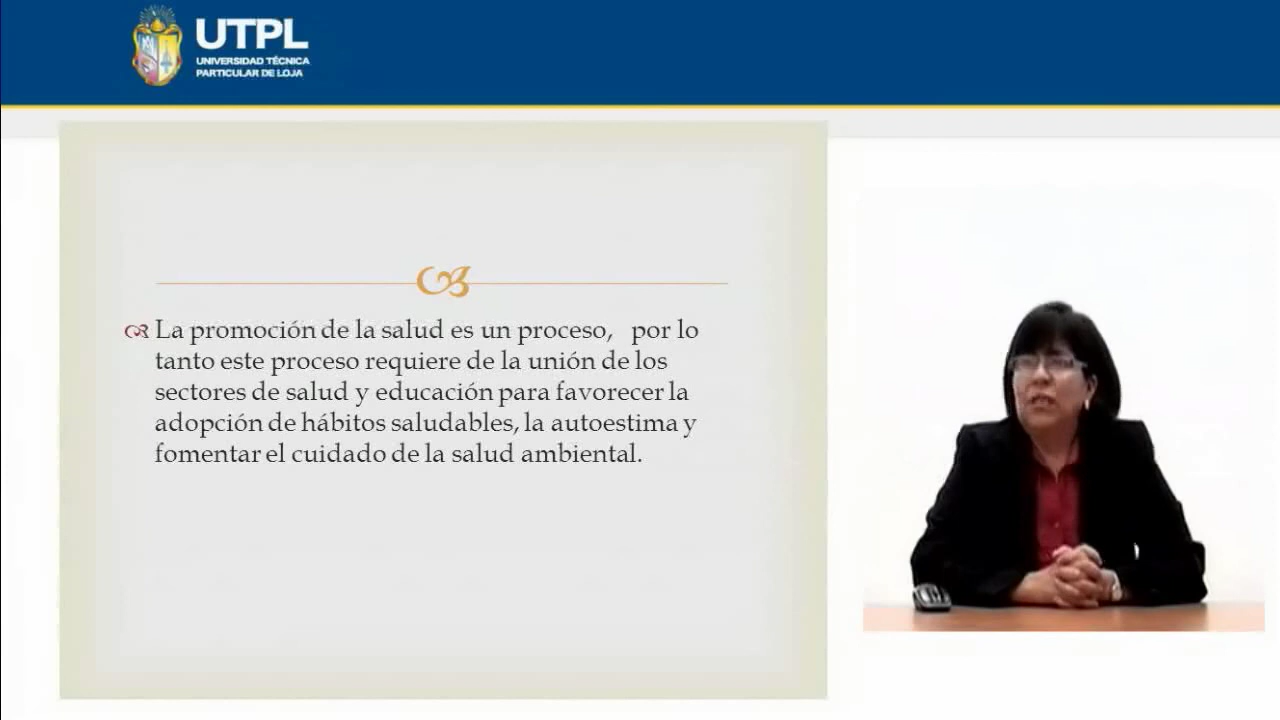 UTPL
UNIVERSIDAD TÉCNICA
PARTICULAR DE LOJA
La promoción de la salud es un proceso, por lo
tanto este proceso requiere de la unión de los
sectores de salud y educación para favorecer la
adopción de hábitos saludables, la autoestima y
fomentar el cuidado de la salud ambiental.